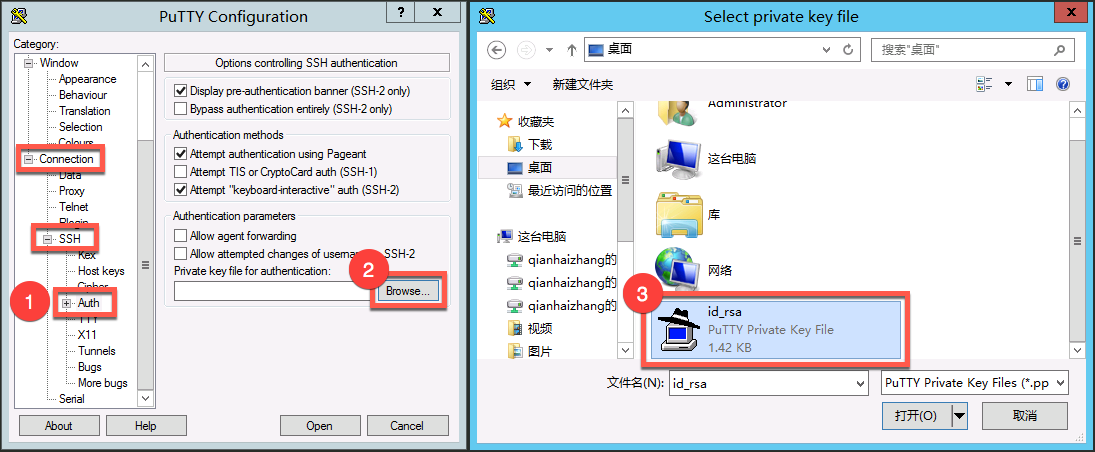 PuTTY Configuration
?
X
Category:
Window
Appearance
Behaviour
Translation
Selection
Colours
Connection
Data
Proxy
Telnet
Rlogin
SSH
Kex
Host keys
Cipher
1
Auth
TTY
X11
Tunnels
Bugs
More bugs
Serial
Options controlling SSH authentication
Display pre-authentication banner (SSH-2 only)
Bypass authentication entirely (SSH-2 only)
Authentication methods
Attempt authentication using Pageant
Attempt TIS or CryptoCard auth (SSH-1)
Attempt "keyboard-interactive" auth (SSH-2)
Authentication parameters
Allow agent forwarding
Allow attempted changes of username SSH-2
Private key file for authentication:
2
Browse...
About
Help
Open
Cancel
Select private key file
X
桌面
搜索"桌面"
组织
新建文件夹
?
收藏夹
下载
桌面
最近访问的位置
这台电脑
qianhaizhang的
qianhaizhang的
qianhaizhang的
视频
图片
Administrator
这台电脑
库
网络
3
id_rsa
PuTTY Private Key File
1.42 KB
文件名(N):
id_rsa
PuTTY Private Key Files (*.pp
打开(O)
取消